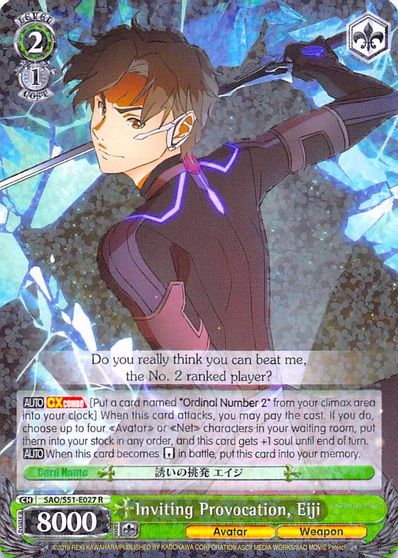 LEVEL
2
1
COST
Do you really think you can beat me,
the No. 2 ranked player?
AUTO CX COMBO [Put a card named "Ordinal Number 2" from your climax area
into your clock] When this card attacks, you may pay the cost. If you do,
choose up to four «Avatar» or «Net» characters in your waiting room, put
them into your stock in any order, and this card gets +1 soul until end of turn.
AUTO When this card becomes [ ] in battle, put this card into your memory.
Card Name 誘いの挑発 エイジ
CH SAO/S51-E027 R
POWER 8000 Inviting Provocation, Eiji
Avatar Weapon
©2016 REKI KAWAHARA/PUBLISHED BY KADOKAWA CORPORATION ASCII MEDIA WORKS/SAO MOVIE Project